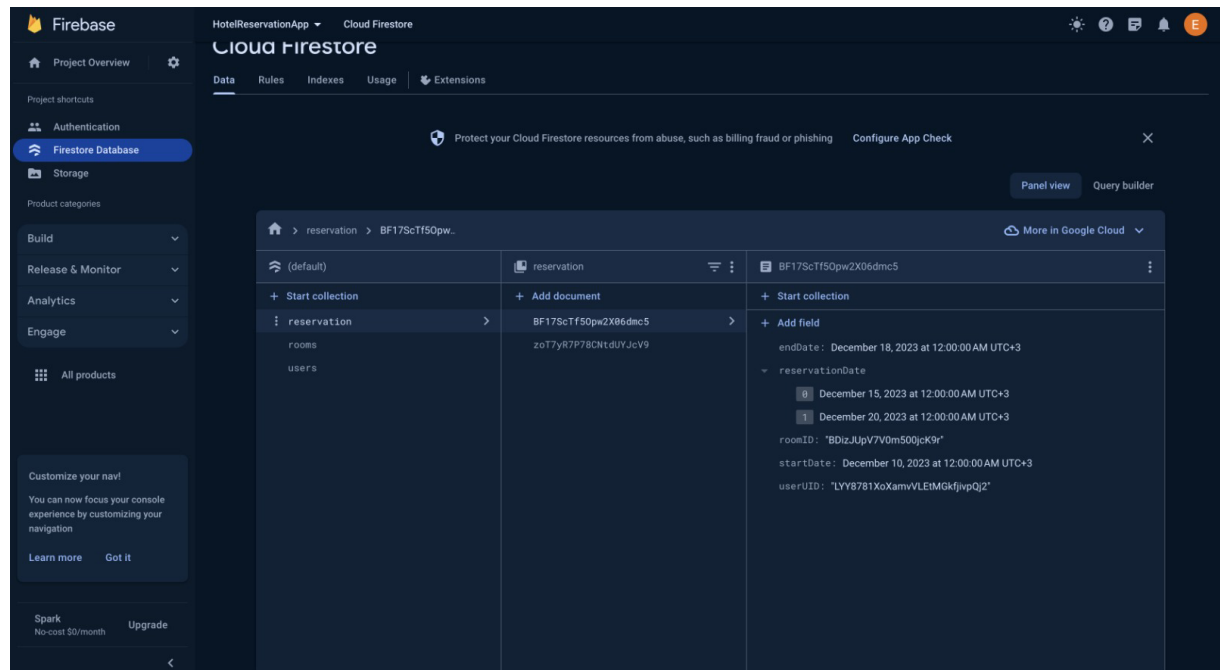 Firebase
HotelReservationApp
Cloud Firestore
E
Project Overview
Project shortcuts
Authentication
Firestore Database
Storage
Product categories
Build
Release & Monitor
Analytics
Engage
All products
Customize your nav!
You can now focus your console
experience by customizing your
navigation
Learn more Got it
Spark
No-cost $0/month
Upgrade
Cloud Firestore
Data Rules Indexes Usage Extensions
Protect your Cloud Firestore resources from abuse, such as billing fraud or phishing Configure App Check
Panel view Query builder
> reservation > BF17ScTf5Opw...
More in Google Cloud
(default)
+ Start collection
reservation
rooms
users
reservation
+ Add document
BF17ScTf5Opw2X06dmc5
zoT7yR7P78CNtdUYJcV9
BF17ScTf5Opw2X06dmc5
+ Start collection
+ Add field
endDate: December 18, 2023 at 12:00:00 AM UTC+3
reservationDate
0 December 15, 2023 at 12:00:00 AM UTC+3
1 December 20, 2023 at 12:00:00 AM UTC+3
roomID: "BDizJUpV7V0m500jcK9r"
startDate: December 10, 2023 at 12:00:00 AM UTC+3
userUID: "LYY8781XoXamvVLEtMGkfjivpQj2"